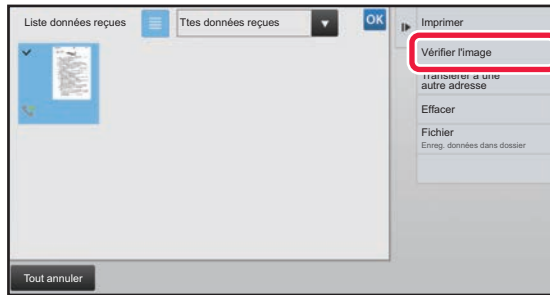 Liste données reçues
Ttes données reçues
OK
Imprimer
Vérifier l'image
Transférer à une
autre adresse
Effacer
Fichier
Enreg. données dans dossier
Tout annuler